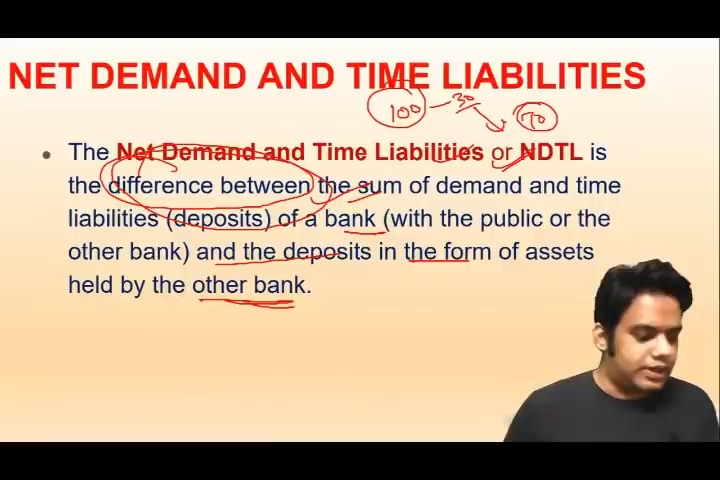 NET DEMAND AND TIME LIABILITIES
100 – 30 70
The Net Demand and Time Liabilities or NDTL is
the difference between the sum of demand and time
liabilities (deposits) of a bank (with the public or the
other bank) and the deposits in the form of assets
held by the other bank.